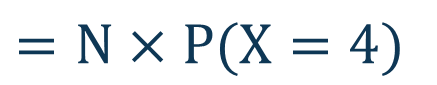 = N × P(X = 4)